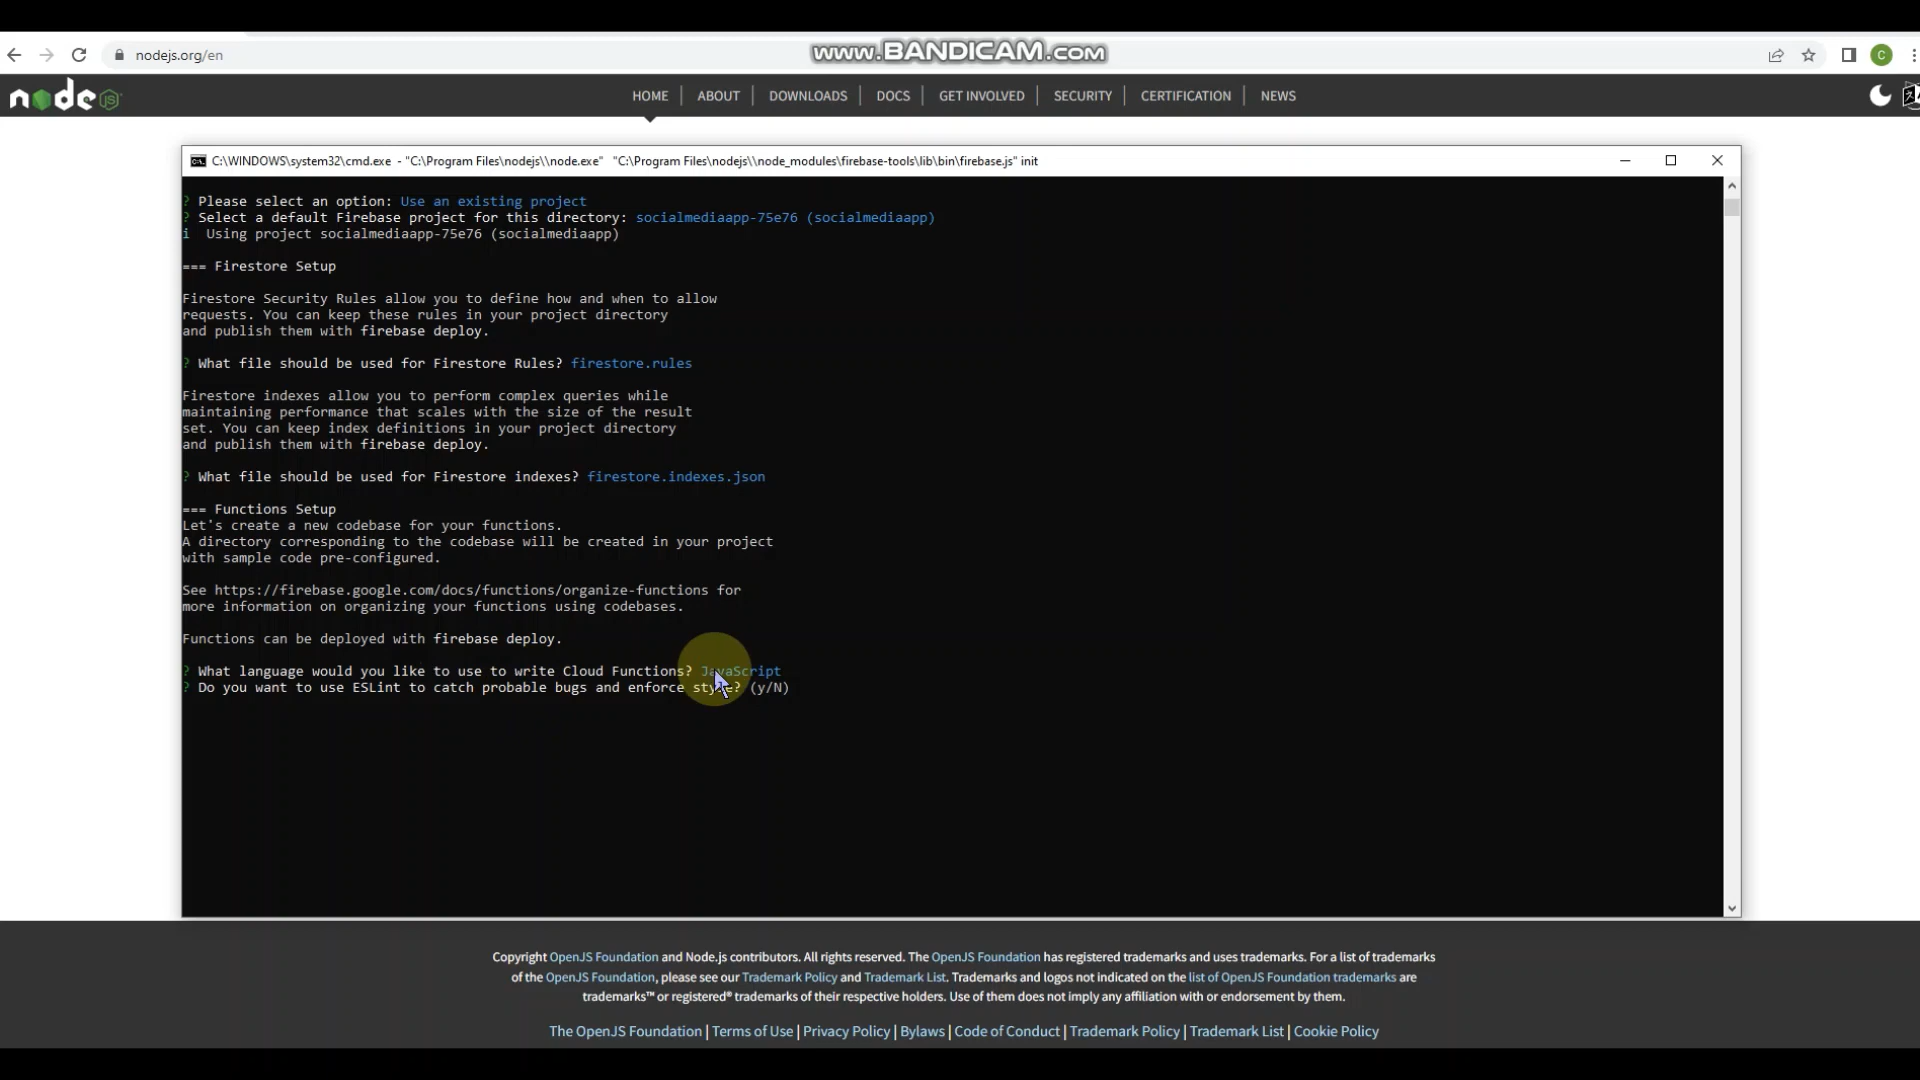 nodejs.org/en
www.BANDICAM.com
C
node
JS
HOME | ABOUT | DOWNLOADS | DOCS | GET INVOLVED | SECURITY | CERTIFICATION | NEWS
C:\WINDOWS\system32\cmd.exe - "C:\Program Files\nodejs\\node.exe" "C:\Program Files\nodejs\\node_modules\firebase-tools\lib\bin\firebase.js" init
? Please select an option: Use an existing project
? Select a default Firebase project for this directory: socialmediaapp-75e76 (socialmediaapp)
i Using project socialmediaapp-75e76 (socialmediaapp)
=== Firestore Setup
Firestore Security Rules allow you to define how and when to allow
requests. You can keep these rules in your project directory
and publish them with firebase deploy.
? What file should be used for Firestore Rules? firestore.rules
Firestore indexes allow you to perform complex queries while
maintaining performance that scales with the size of the result
set. You can keep index definitions in your project directory
and publish them with firebase deploy.
? What file should be used for Firestore indexes? firestore.indexes.json
=== Functions Setup
Let's create a new codebase for your functions.
A directory corresponding to the codebase will be created in your project
with sample code pre-configured.
See https://firebase.google.com/docs/functions/organize-functions for
more information on organizing your functions using codebases.
Functions can be deployed with firebase deploy.
? What language would you like to use to write Cloud Functions? JavaScript
? Do you want to use ESLint to catch probable bugs and enforce style? (y/N)
Copyright OpenJS Foundation and Node.js contributors. All rights reserved. The OpenJS Foundation has registered trademarks and uses trademarks. For a list of trademarks
of the OpenJS Foundation, please see our Trademark Policy and Trademark List. Trademarks and logos not indicated on the list of OpenJS Foundation trademarks are
trademarks™ or registered® trademarks of their respective holders. Use of them does not imply any affiliation with or endorsement by them.
The OpenJS Foundation | Terms of Use | Privacy Policy | Bylaws | Code of Conduct | Trademark Policy | Trademark List | Cookie Policy